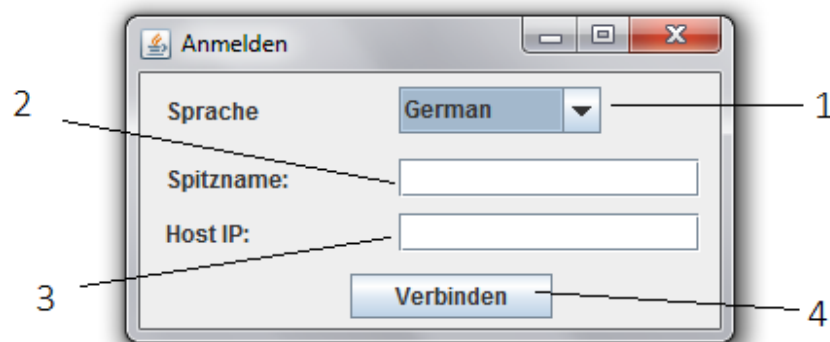 Anmelden
2
Sprache
German
1
Spitzname:
Host IP:
3
Verbinden
4